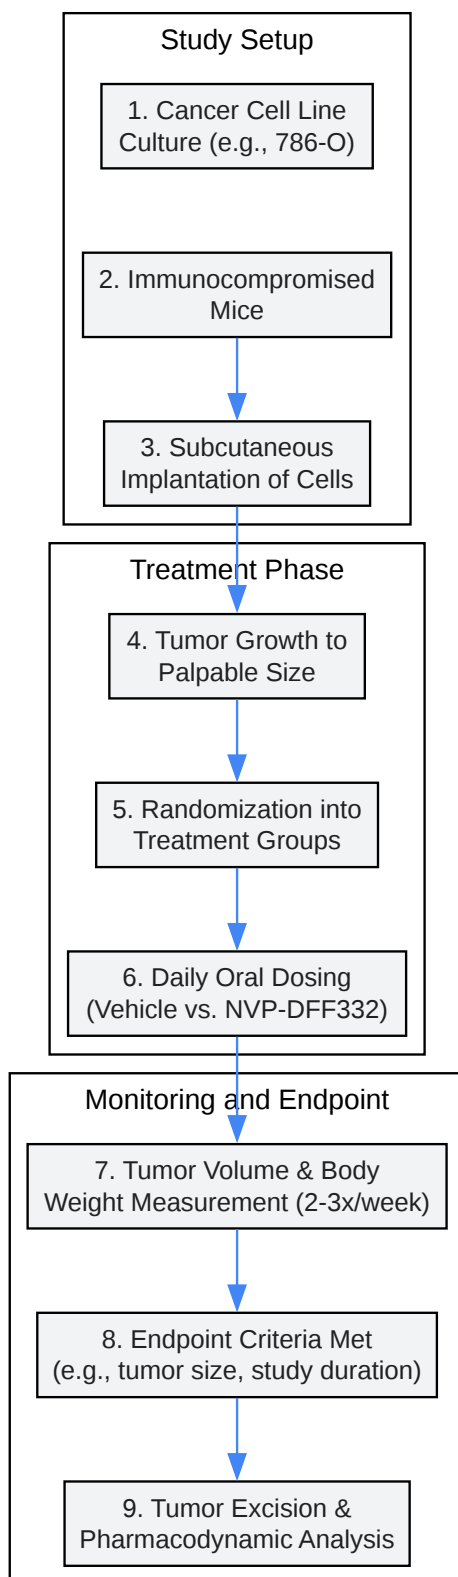 Study Setup
1. Cancer Cell Line
Culture (e.g., 786-O)
2. Immunocompromised
Mice
3. Subcutaneous
Implantation of Cells
Treatment Phase
4. Tumor Growth to
Palpable Size
5. Randomization into
Treatment Groups
6. Daily Oral Dosing
(Vehicle vs. NVP-DFF332)
Monitoring and Endpoint
7. Tumor Volume & Body
Weight Measurement (2-3x/week)
8. Endpoint Criteria Met
(e.g., tumor size, study duration)
9. Tumor Excision &
Pharmacodynamic Analysis